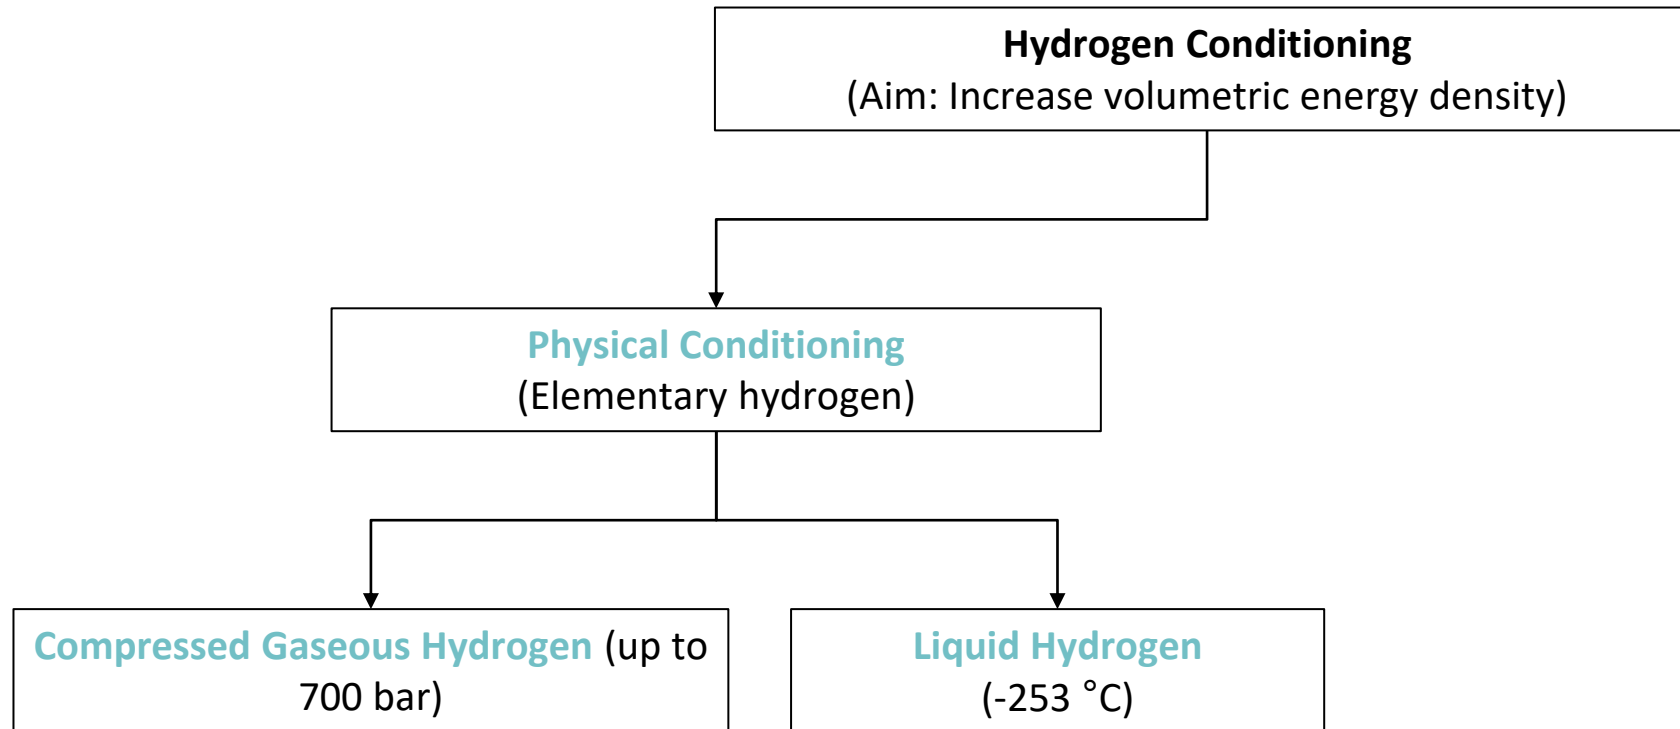 Hydrogen Conditioning
(Aim: Increase volumetric energy density)
Physical Conditioning
(Elementary hydrogen)
Compressed Gaseous Hydrogen (up to
700 bar)
Liquid Hydrogen
(-253 °C)